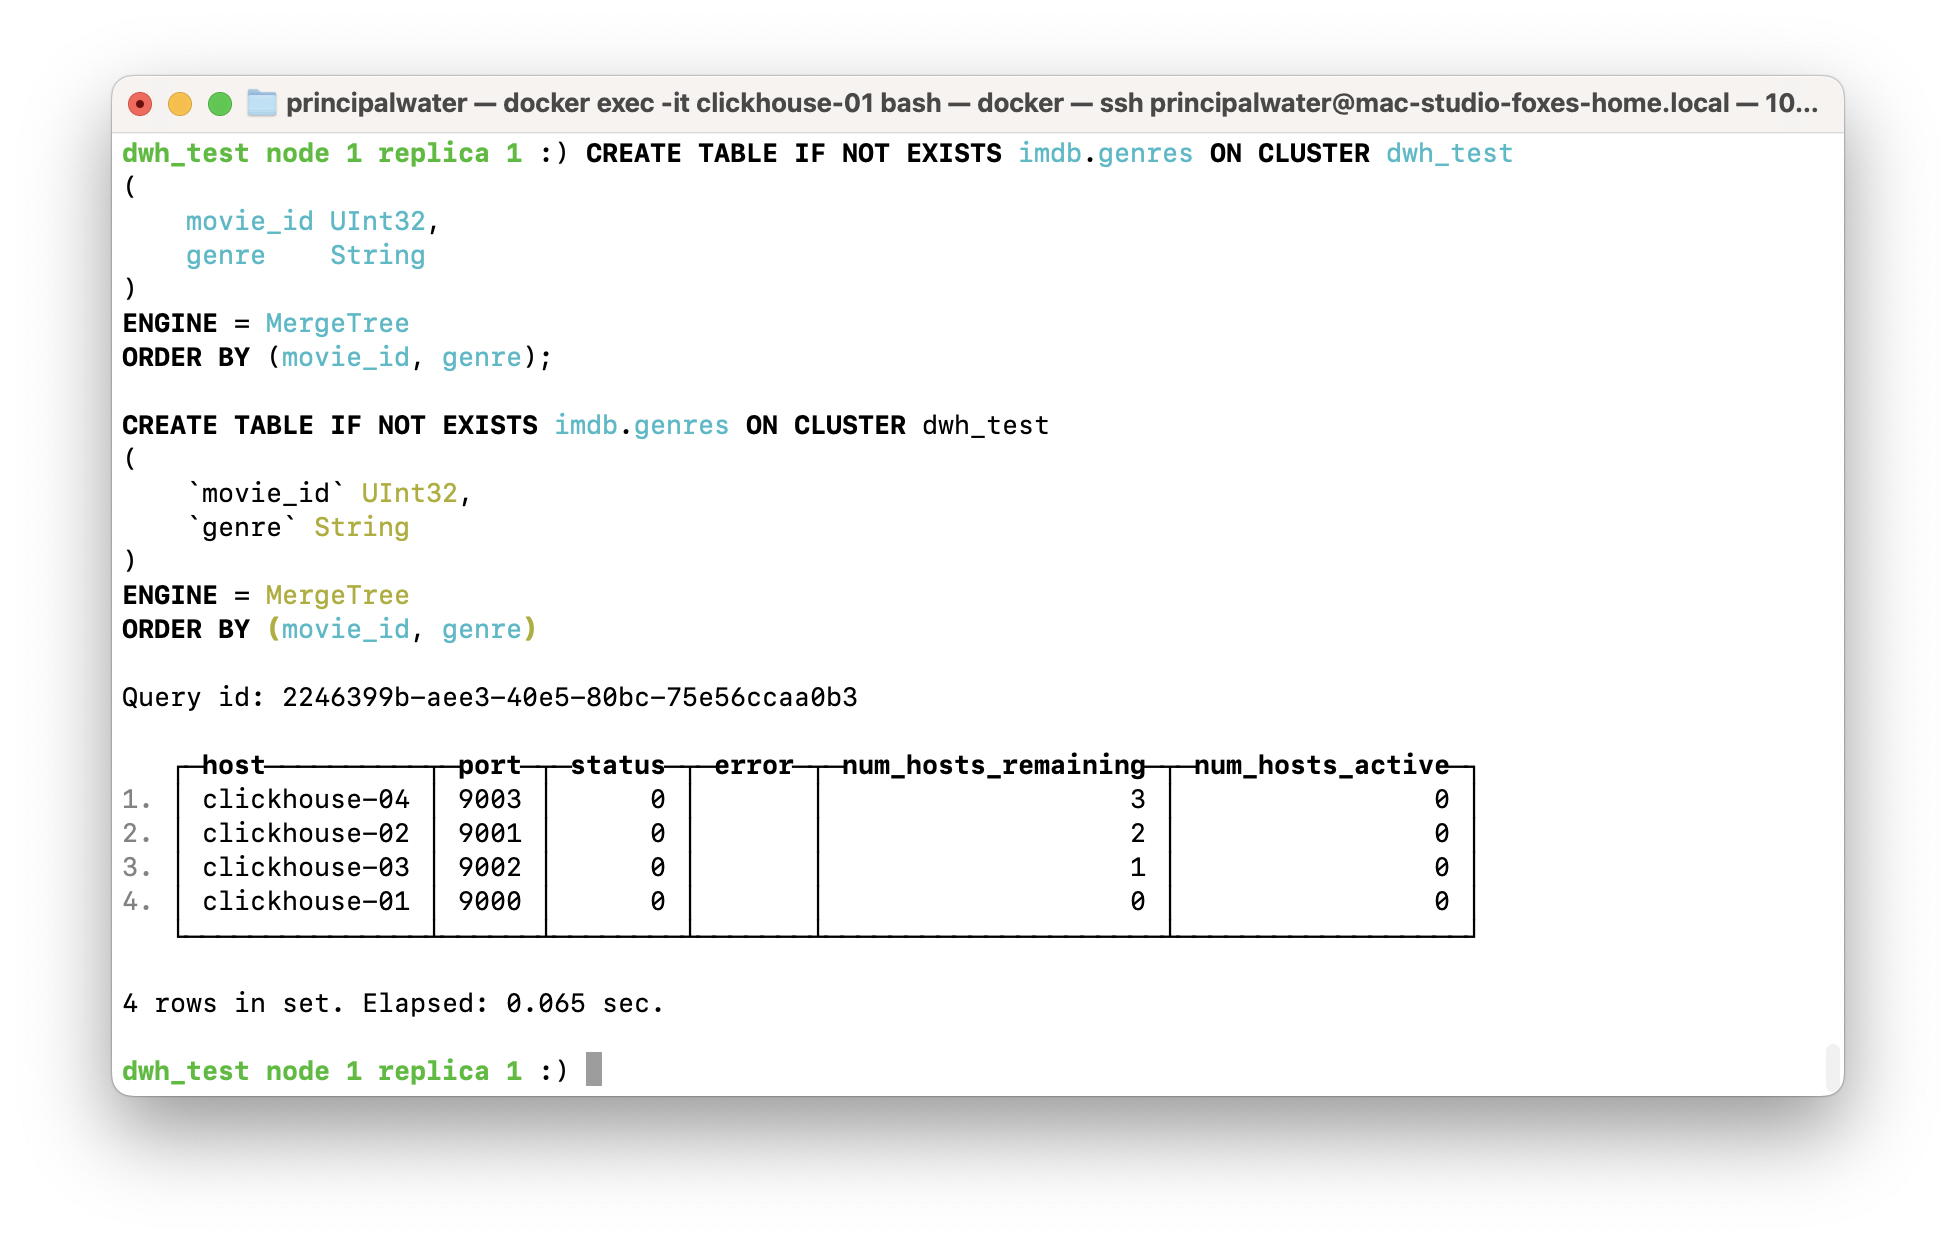 principalwater — docker exec -it clickhouse-01 bash — docker — ssh principalwater@mac-studio-foxes-home.local — 10...
dwh_test node 1 replica 1 :) CREATE TABLE IF NOT EXISTS imdb.genres ON CLUSTER dwh_test
(
    movie_id UInt32,
    genre    String
)
ENGINE = MergeTree
ORDER BY (movie_id, genre);

CREATE TABLE IF NOT EXISTS imdb.genres ON CLUSTER dwh_test
(
    `movie_id` UInt32,
    `genre` String
)
ENGINE = MergeTree
ORDER BY (movie_id, genre)

Query id: 2246399b-aee3-40e5-80bc-75e56ccaa0b3

host port status error num_hosts_remaining num_hosts_active
1. clickhouse-04 9003 0 3 0
2. clickhouse-02 9001 0 2 0
3. clickhouse-03 9002 0 1 0
4. clickhouse-01 9000 0 0 0

4 rows in set. Elapsed: 0.065 sec.

dwh_test node 1 replica 1 :)